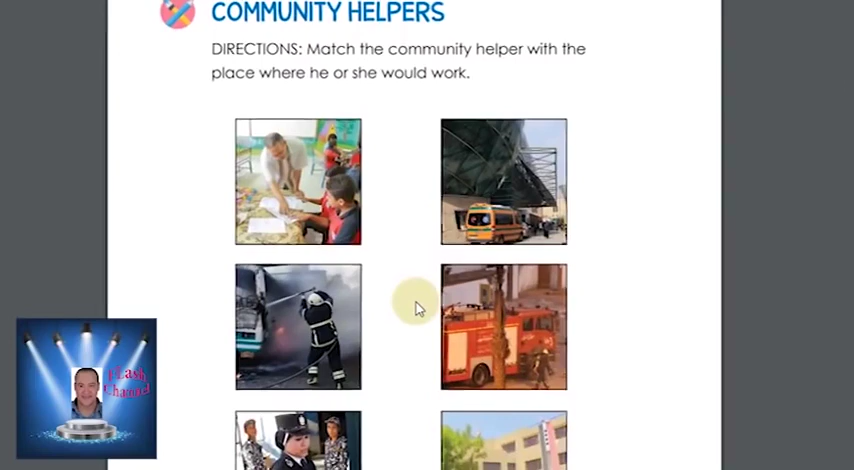 COMMUNITY HELPERS
DIRECTIONS: Match the community helper with the
place where he or she would work.
FLash
Channel